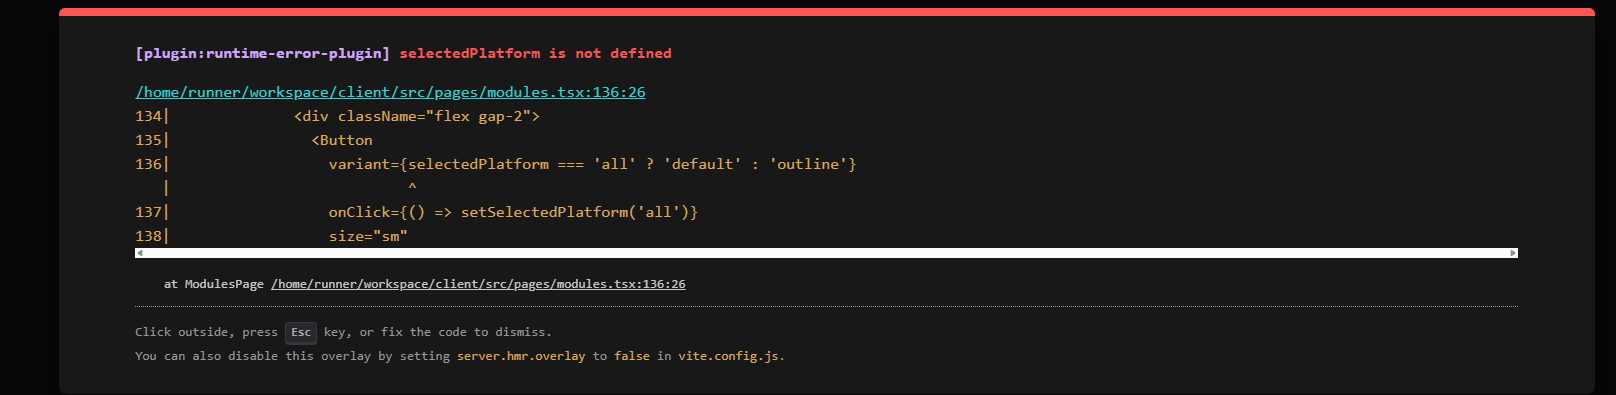 [plugin:runtime-error-plugin] selectedPlatform is not defined
/home/runner/workspace/client/src/pages/modules.tsx:136:26
134|              <div className="flex gap-2">
135|                <Button
136|                  variant={selectedPlatform === 'all' ? 'default' : 'outline'}
   |                           ^
137|                  onClick={() => setSelectedPlatform('all')}
138|                  size="sm"
at ModulesPage /home/runner/workspace/client/src/pages/modules.tsx:136:26
Click outside, press Esc key, or fix the code to dismiss.
You can also disable this overlay by setting server.hmr.overlay to false in vite.config.js.